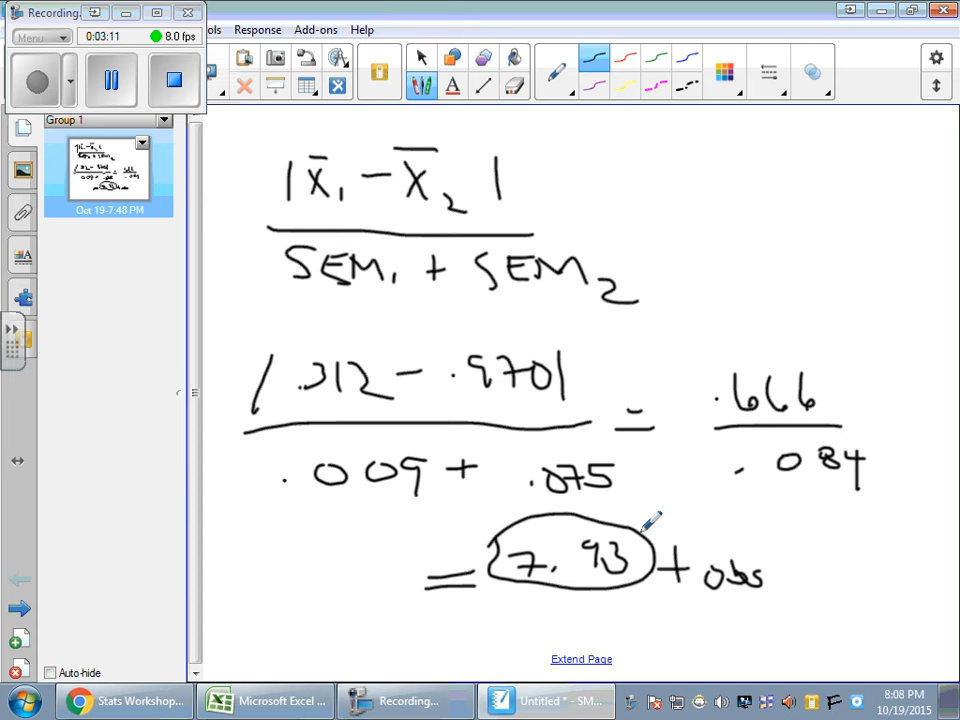 Recording...
Menu
0:03:11
8.0 fps
ols Response Add-ons Help
Group 1
Oct 19-7:48 PM
|x̄₁ - x̄₂|
SEM₁ + SEM₂
|.312 - .970|
.009 + .075
=
.666
.084
= 7.93 t obs
Extend Page
Auto-hide
Stats Workshop...
Microsoft Excel ...
Recording...
Untitled * - SM...
8:08 PM
10/19/2015